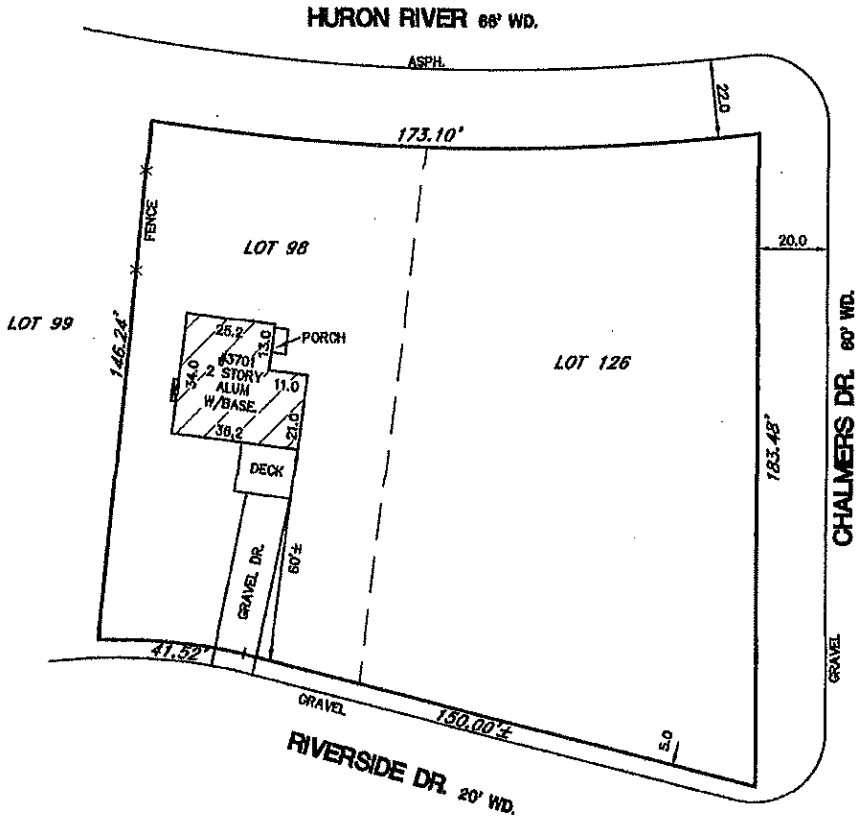 HURON RIVER 66' WD.
ASPH.
22.0
173.10'
FENCE
LOT 98
20.0
LOT 99
146.24'
25.2
13.0
PORCH
#3701
2 STORY
ALUM
W/BASE.
34.0
11.0
36.2
21.0
LOT 126
183.48'
CHALMERS DR. 60' WD.
DECK
GRAVEL DR.
60'±
41.52'
GRAVEL
150.00'±
5.0
GRAVEL
RIVERSIDE DR. 20' WD.